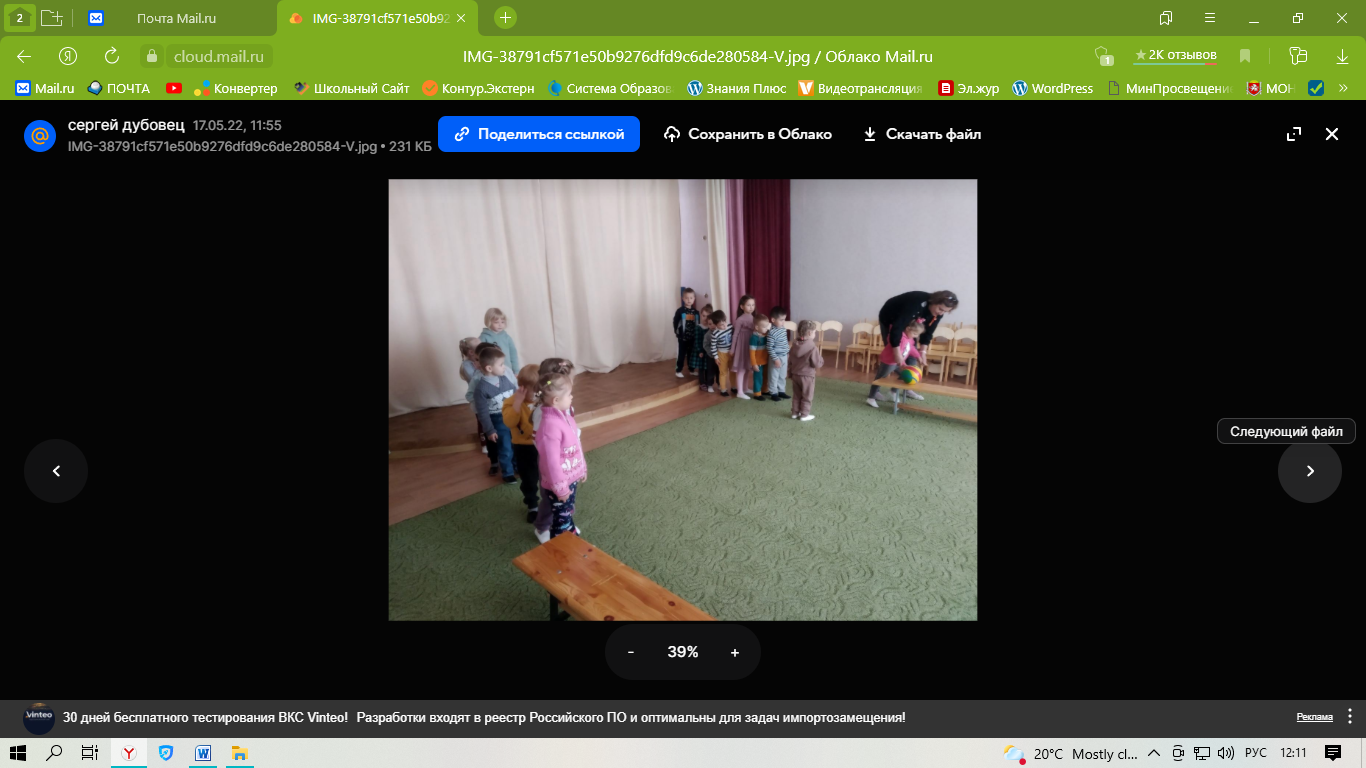 2
Почта Mail.ru
IMG-38791cf571e50b92
cloud.mail.ru
IMG-38791cf571e50b9276dfd9c6de280584-V.jpg / Облако Mail.ru
1
★2К отзывов
Mail.ru
ПОЧТА
Конвертер
Школьный Сайт
Контур.Экстерн
Система Образов
Знания Плюс
Видеотрансляция
Эл.жур
WordPress
МинПросвещени
МОН
»
сергей дубовец 17.05.22, 11:55
IMG-38791cf571e50b9276dfd9c6de280584-V.jpg • 231 КБ
Поделиться ссылкой
Сохранить в Облако
Скачать файл
Следующий файл
- 39% +
Vinteo
30 дней бесплатного тестирования ВКС Vinteo! Разработки входят в реестр Российского ПО и оптимальны для задач импортозамещения!
Реклама
20°C Mostly cl...
РУС
12:11